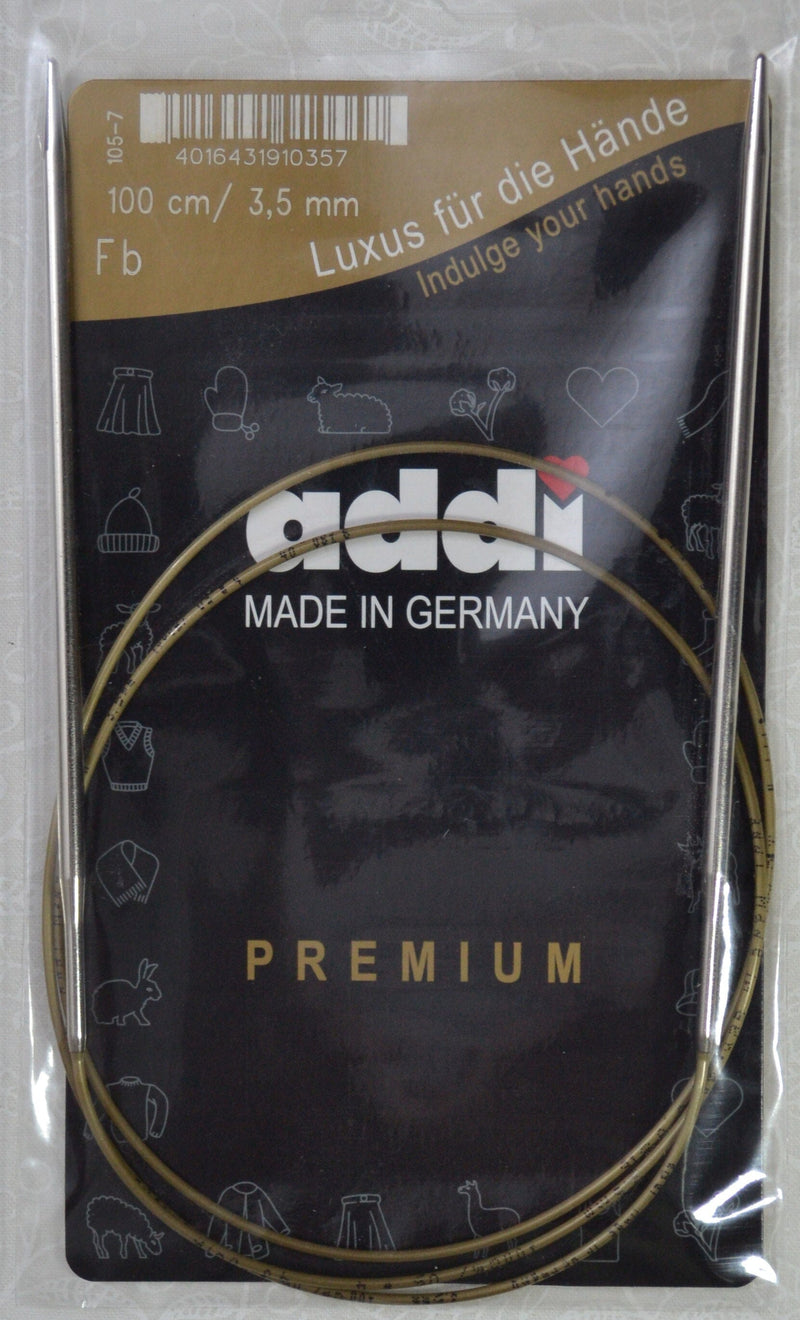 105-7
4016431910357
100 cm/ 3,5 mm
Fb
Luxus für die Hände
Indulge your hands
addi
MADE IN GERMANY
PREMIUM